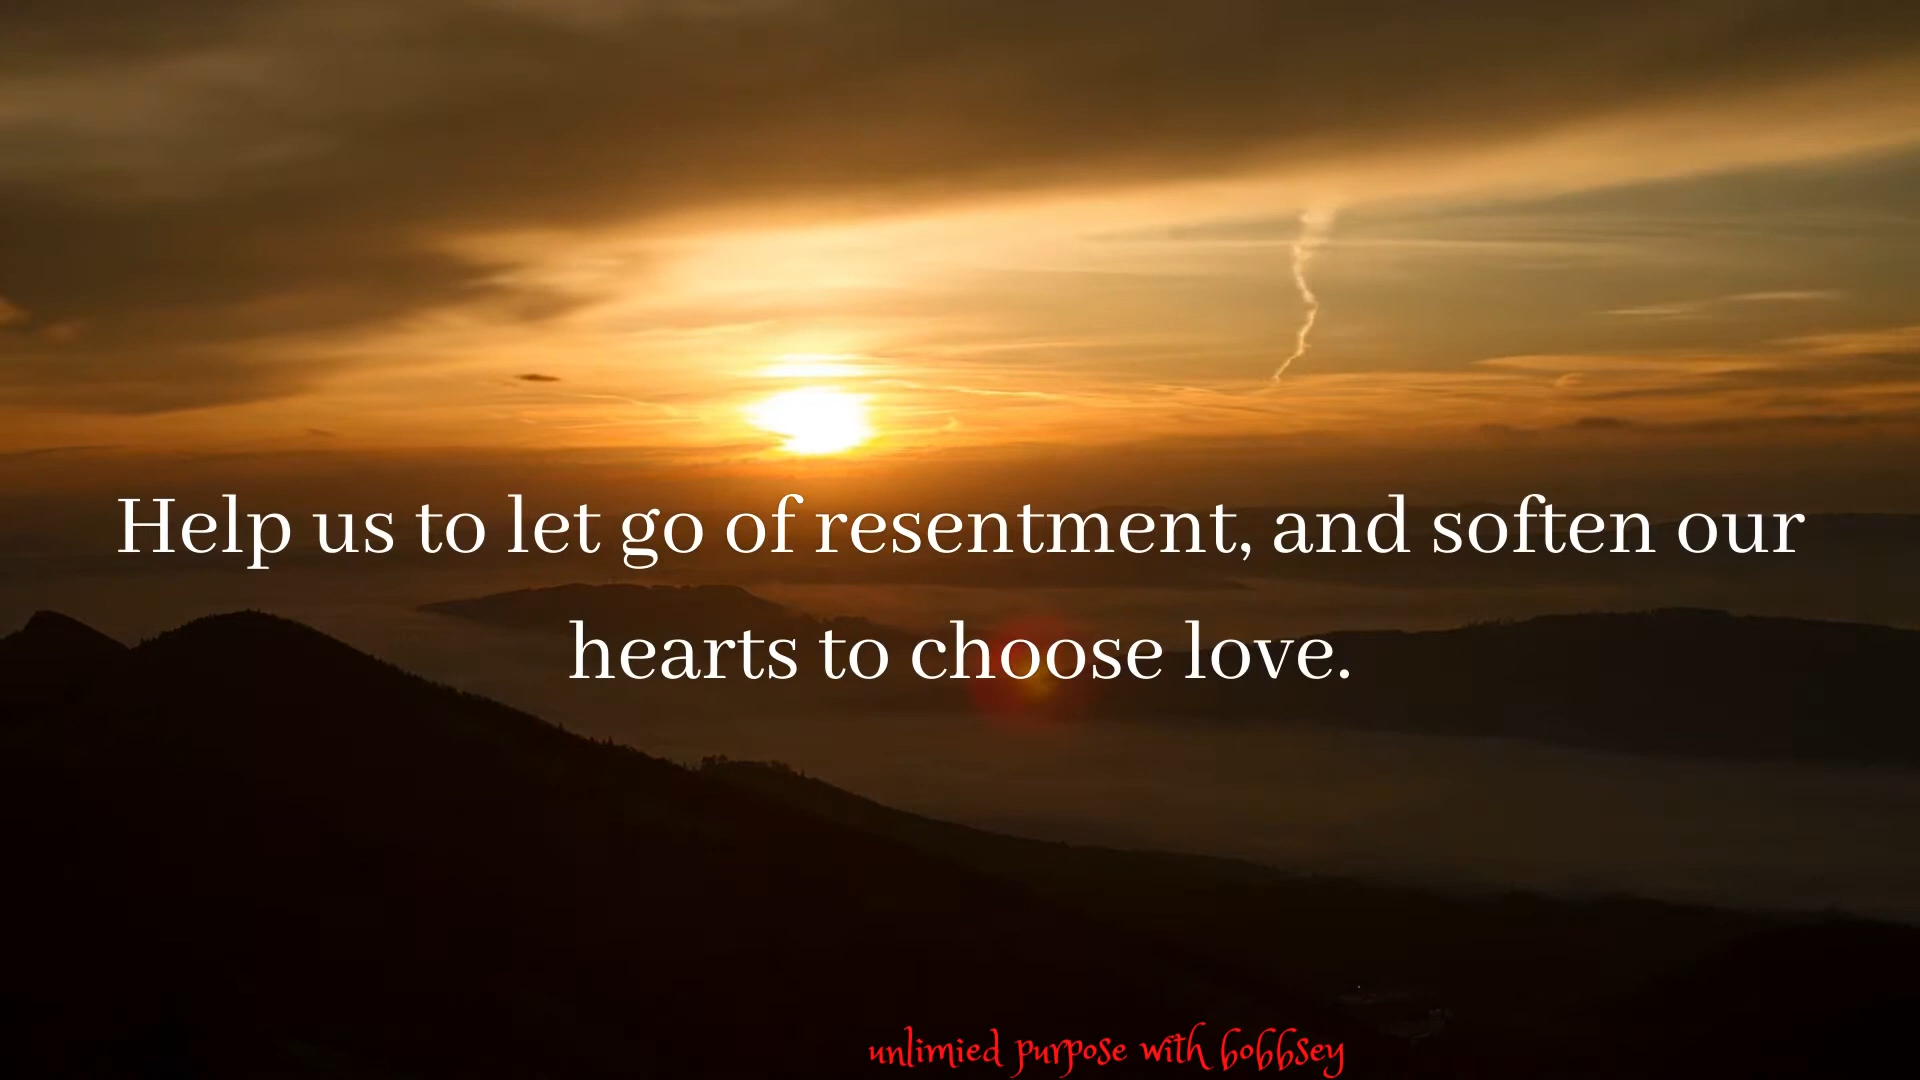 Help us to let go of resentment, and soften our
hearts to choose love.
unlimied purpose with bobbsey